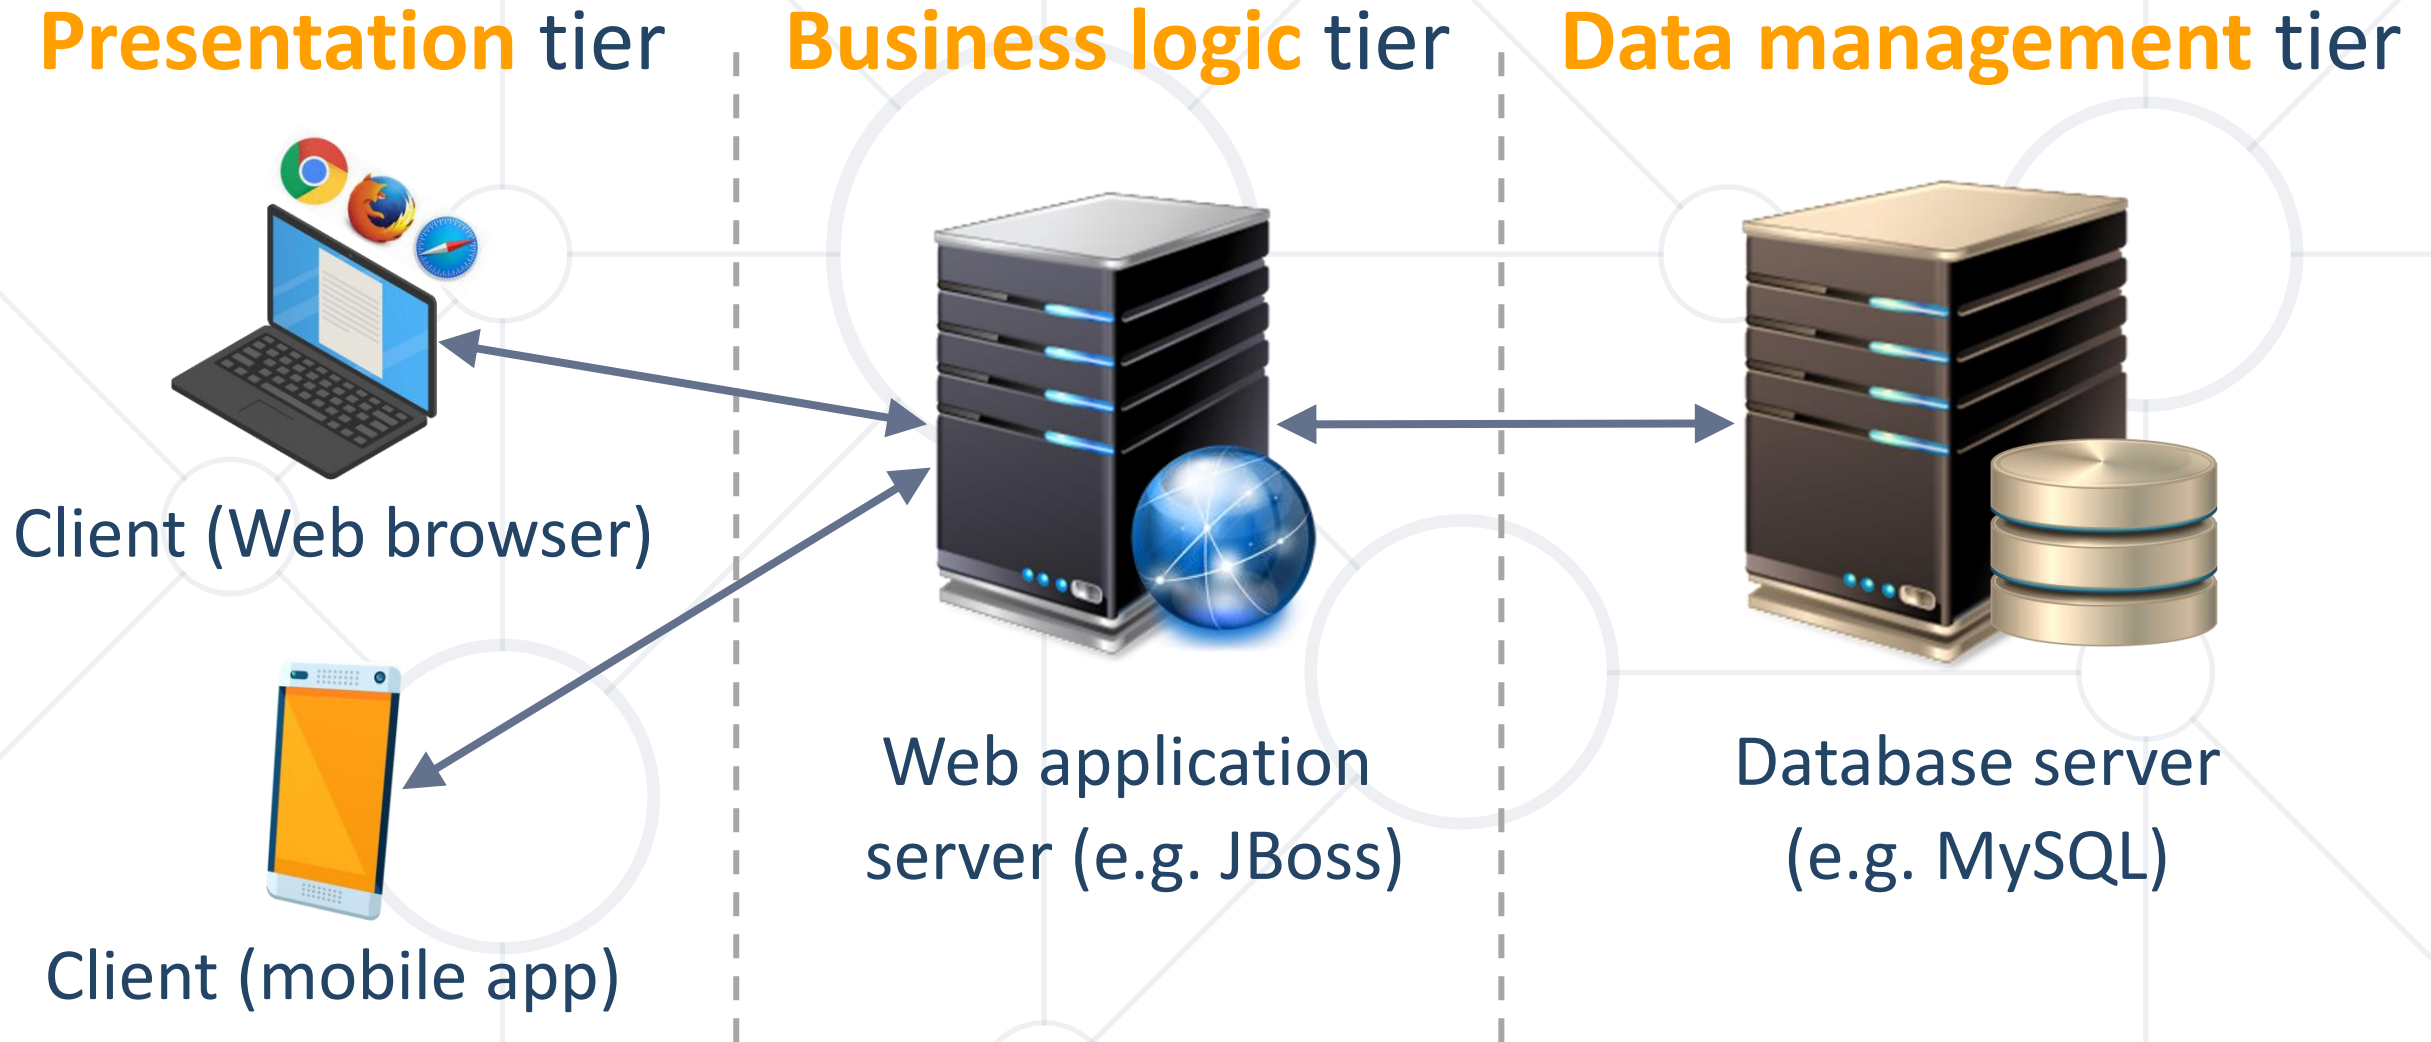 Presentation tier
Business logic tier
Data management tier
Client (Web browser)
Client (mobile app)
Web application
server (e.g. JBoss)
Database server
(e.g. MySQL)